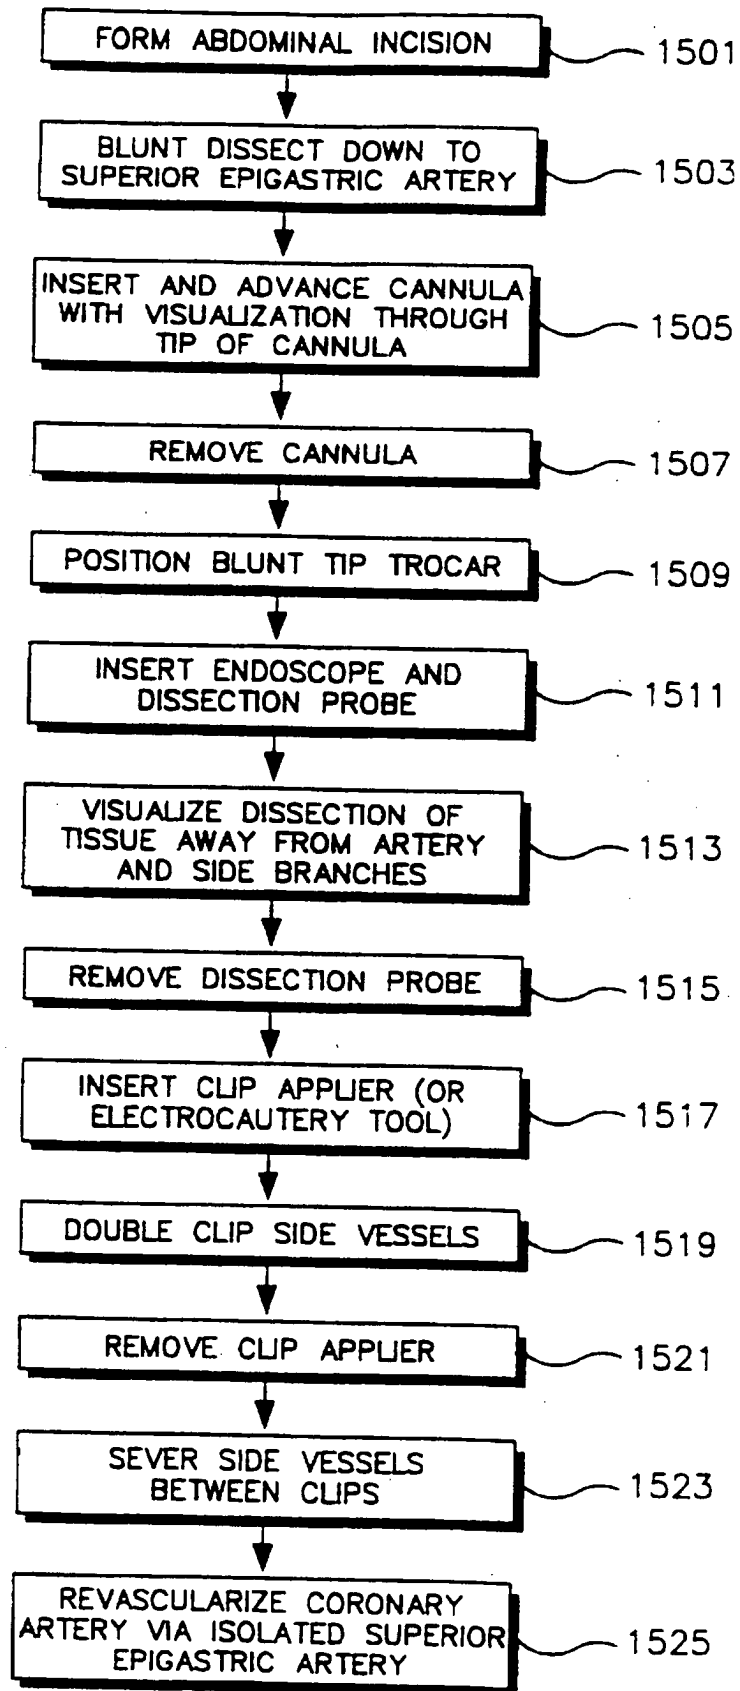 FORM ABDOMINAL INCISION
1501
BLUNT DISSECT DOWN TO
SUPERIOR EPIGASTRIC ARTERY
1503
INSERT AND ADVANCE CANNULA
WITH VISUALIZATION THROUGH
TIP OF CANNULA
1505
REMOVE CANNULA
1507
POSITION BLUNT TIP TROCAR
1509
INSERT ENDOSCOPE AND
DISSECTION PROBE
1511
VISUALIZE DISSECTION OF
TISSUE AWAY FROM ARTERY
AND SIDE BRANCHES
1513
REMOVE DISSECTION PROBE
1515
INSERT CLIP APPLIER (OR
ELECTROCAUTERY TOOL)
1517
DOUBLE CLIP SIDE VESSELS
1519
REMOVE CLIP APPLIER
1521
SEVER SIDE VESSELS
BETWEEN CLIPS
1523
REVASCULARIZE CORONARY
ARTERY VIA ISOLATED SUPERIOR
EPIGASTRIC ARTERY
1525